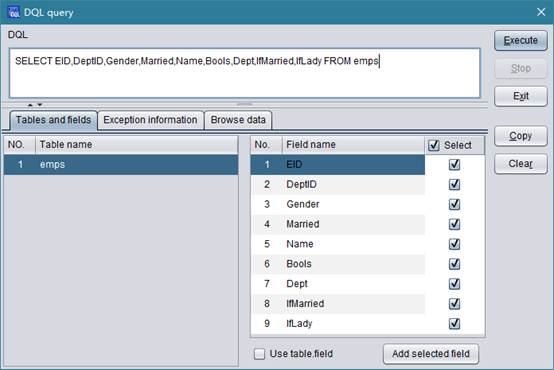 DQL query
DQL
SELECT EID,DeptID,Gender,Married,Name,Bools,Dept,IfMarried,IfLady FROM emps
Execute
Stop
Exit
Copy
Clear
Tables and fields Exception information Browse data
NO. Table name
1 emps
No. Field name Select
1 EID
2 DeptID
3 Gender
4 Married
5 Name
6 Bools
7 Dept
8 IfMarried
9 IfLady
Use table.field Add selected field